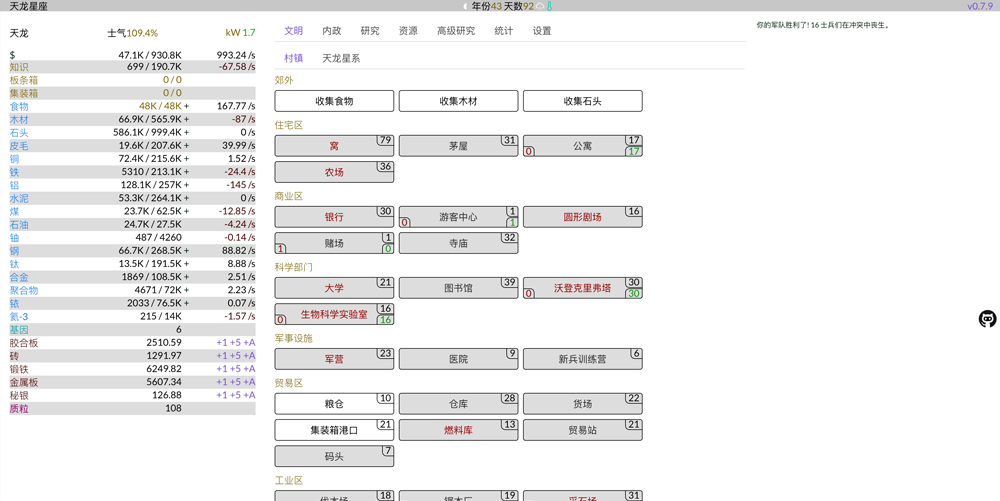 天龙星座
年份43 天数92
v0.7.9
天龙
士气109.4%
kW 1.7
$ 47.1K / 930.8K 993.24 /s
知识 699 / 190.7K -67.58 /s
板条箱 0 / 0
集装箱 0 / 0
食物 48K / 48K + 167.77 /s
木材 66.9K / 565.9K + -87 /s
石头 586.1K / 999.4K + 0 /s
皮毛 19.6K / 207.6K + 39.99 /s
铜 72.4K / 215.6K + 1.52 /s
铁 5310 / 213.1K + -24.4 /s
铝 128.1K / 257K + -145 /s
水泥 53.3K / 264.1K + 0 /s
煤 23.7K / 62.5K + -12.85 /s
石油 24.7K / 27.5K -4.24 /s
铀 487 / 4260 -0.14 /s
钢 66.7K / 268.5K + 88.82 /s
钛 13.5K / 191.5K + 8.88 /s
合金 1869 / 108.5K + 2.51 /s
聚合物 4671 / 72K + 2.23 /s
铱 2033 / 76.5K + 0.07 /s
氦-3 215 / 14K -1.57 /s
基因 6
胶合板 2510.59 +1 +5 +A
砖 1291.97 +1 +5 +A
锻铁 6249.82 +1 +5 +A
金属板 5607.34 +1 +5 +A
秘银 126.88 +1 +5 +A
质粒 108
文明 内政 研究 资源 高级研究 统计 设置
村镇 天龙星系
郊外
收集食物 收集木材 收集石头
住宅区
窝 79 茅屋 31 公寓 17 0 17
农场 36
商业区
银行 30 游客中心 1 0 1 圆形剧场 16
赌场 1 1 0 寺庙 32
科学部门
大学 21 图书馆 39 沃登克里弗塔 30 0 30
生物科学实验室 16 0 16
军事设施
军营 23 医院 9 新兵训练营 6
贸易区
粮仓 10 仓库 28 货场 22
集装箱港口 21 燃料库 13 贸易站 21
码头 7
工业区
伐木场 18 锯木厂 19 采石场 31
你的军队胜利了! 16 士兵们在冲突中丧生。